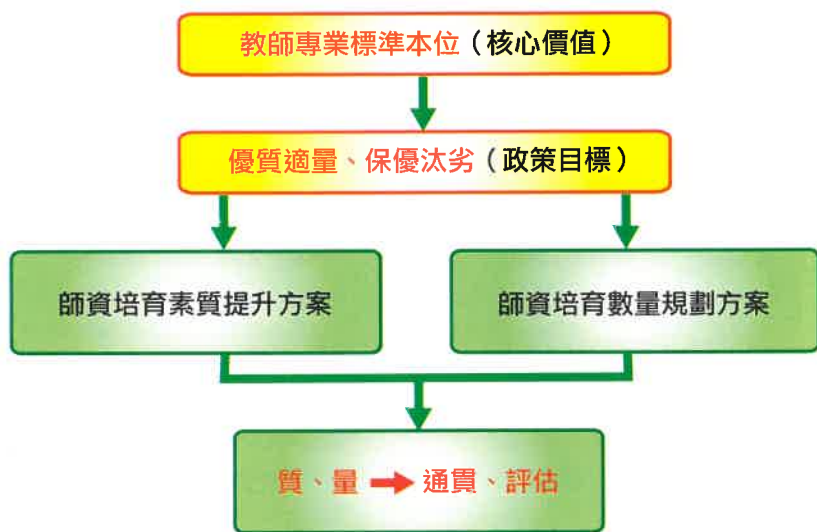 教師專業標準本位（核心價值）
優質適量、保優汰劣（政策目標）
師資培育素質提升方案
師資培育數量規劃方案
質、量 ➡ 通貫、評估